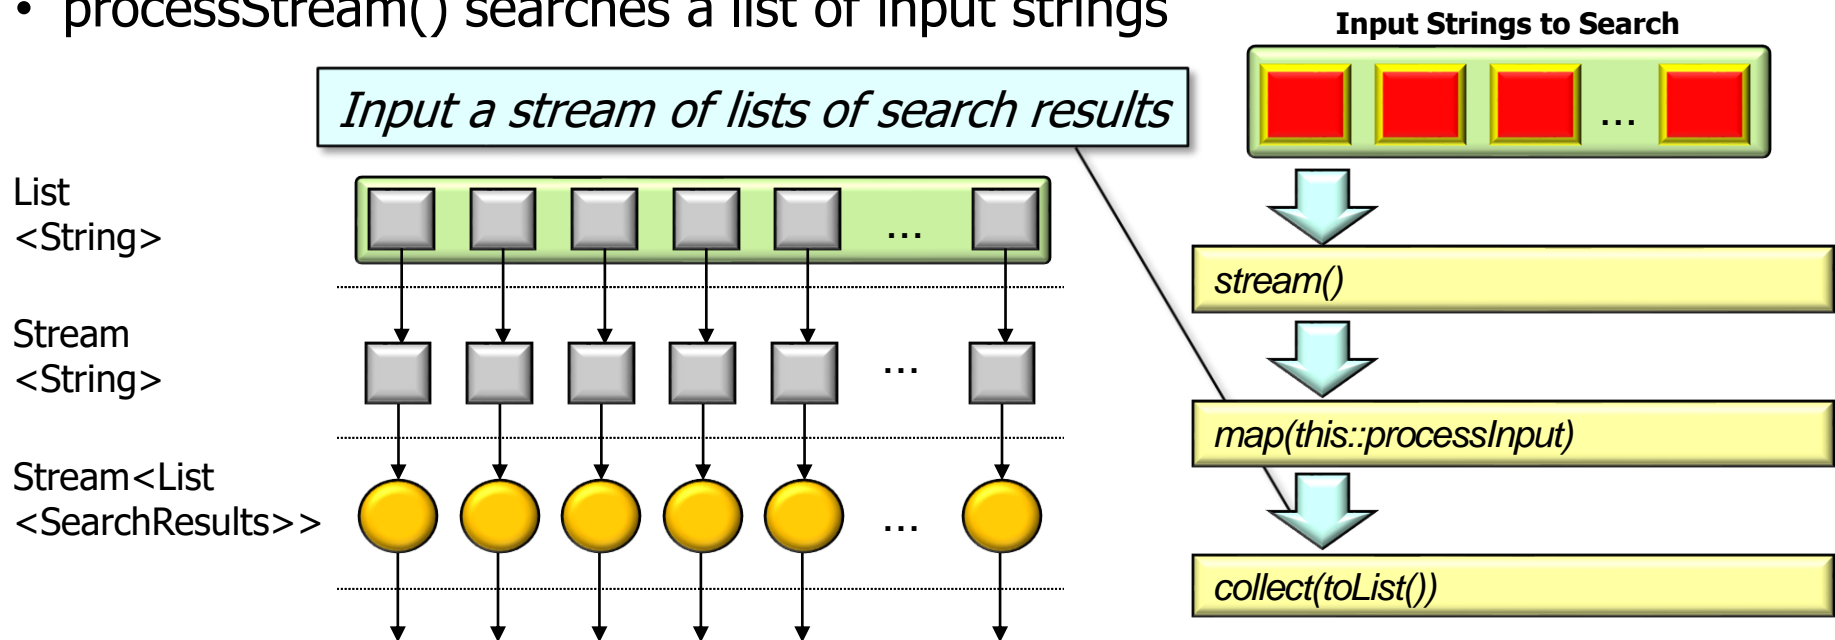 • processStream() searches a list of input strings
Input Strings to Search
Input a stream of lists of search results
...
List
<String>
...
stream()
Stream
<String>
...
map(this::processInput)
Stream<List
<SearchResults>>
...
collect(toList())